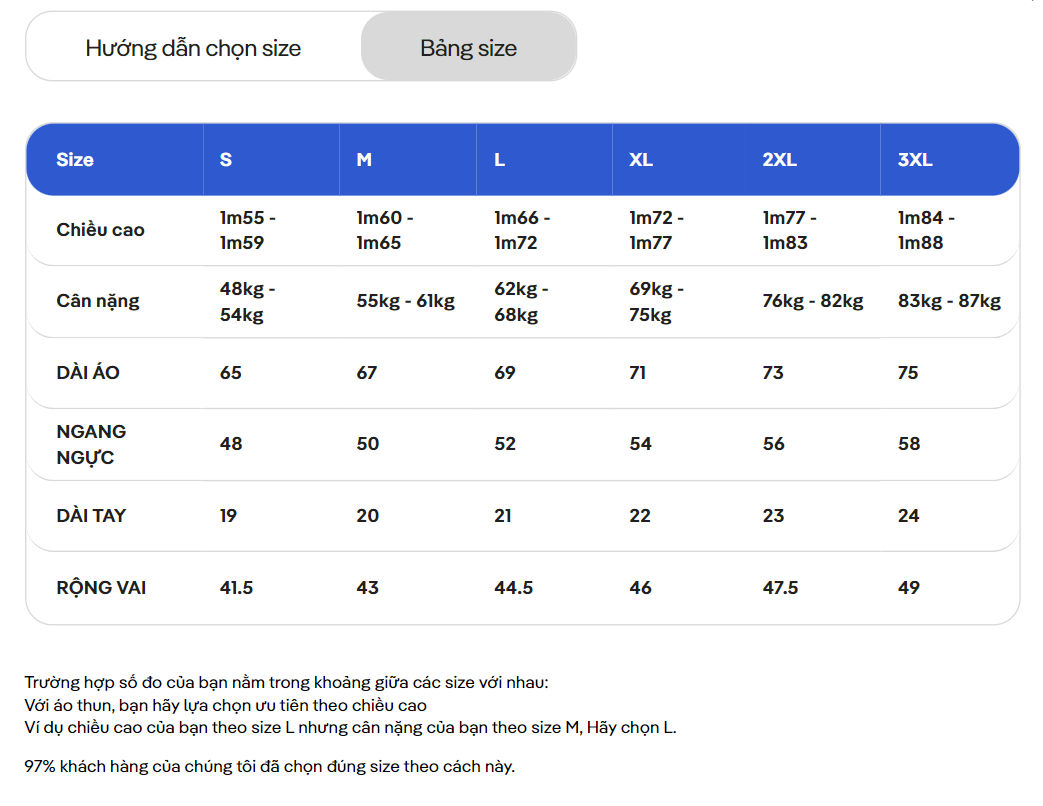 Hướng dẫn chọn size
Bảng size
Size S M L XL 2XL 3XL
Chiều cao 1m55 - 1m59 1m60 - 1m65 1m66 - 1m72 1m72 - 1m77 1m77 - 1m83 1m84 - 1m88
Cân nặng 48kg - 54kg 55kg - 61kg 62kg - 68kg 69kg - 75kg 76kg - 82kg 83kg - 87kg
DÀI ÁO 65 67 69 71 73 75
NGANG NGỰC 48 50 52 54 56 58
DÀI TAY 19 20 21 22 23 24
RỘNG VAI 41.5 43 44.5 46 47.5 49
Trường hợp số đo của bạn nằm trong khoảng giữa các size với nhau:
Với áo thun, bạn hãy lựa chọn ưu tiên theo chiều cao
Ví dụ chiều cao của bạn theo size L nhưng cân nặng của bạn theo size M, Hãy chọn L.
97% khách hàng của chúng tôi đã chọn đúng size theo cách này.